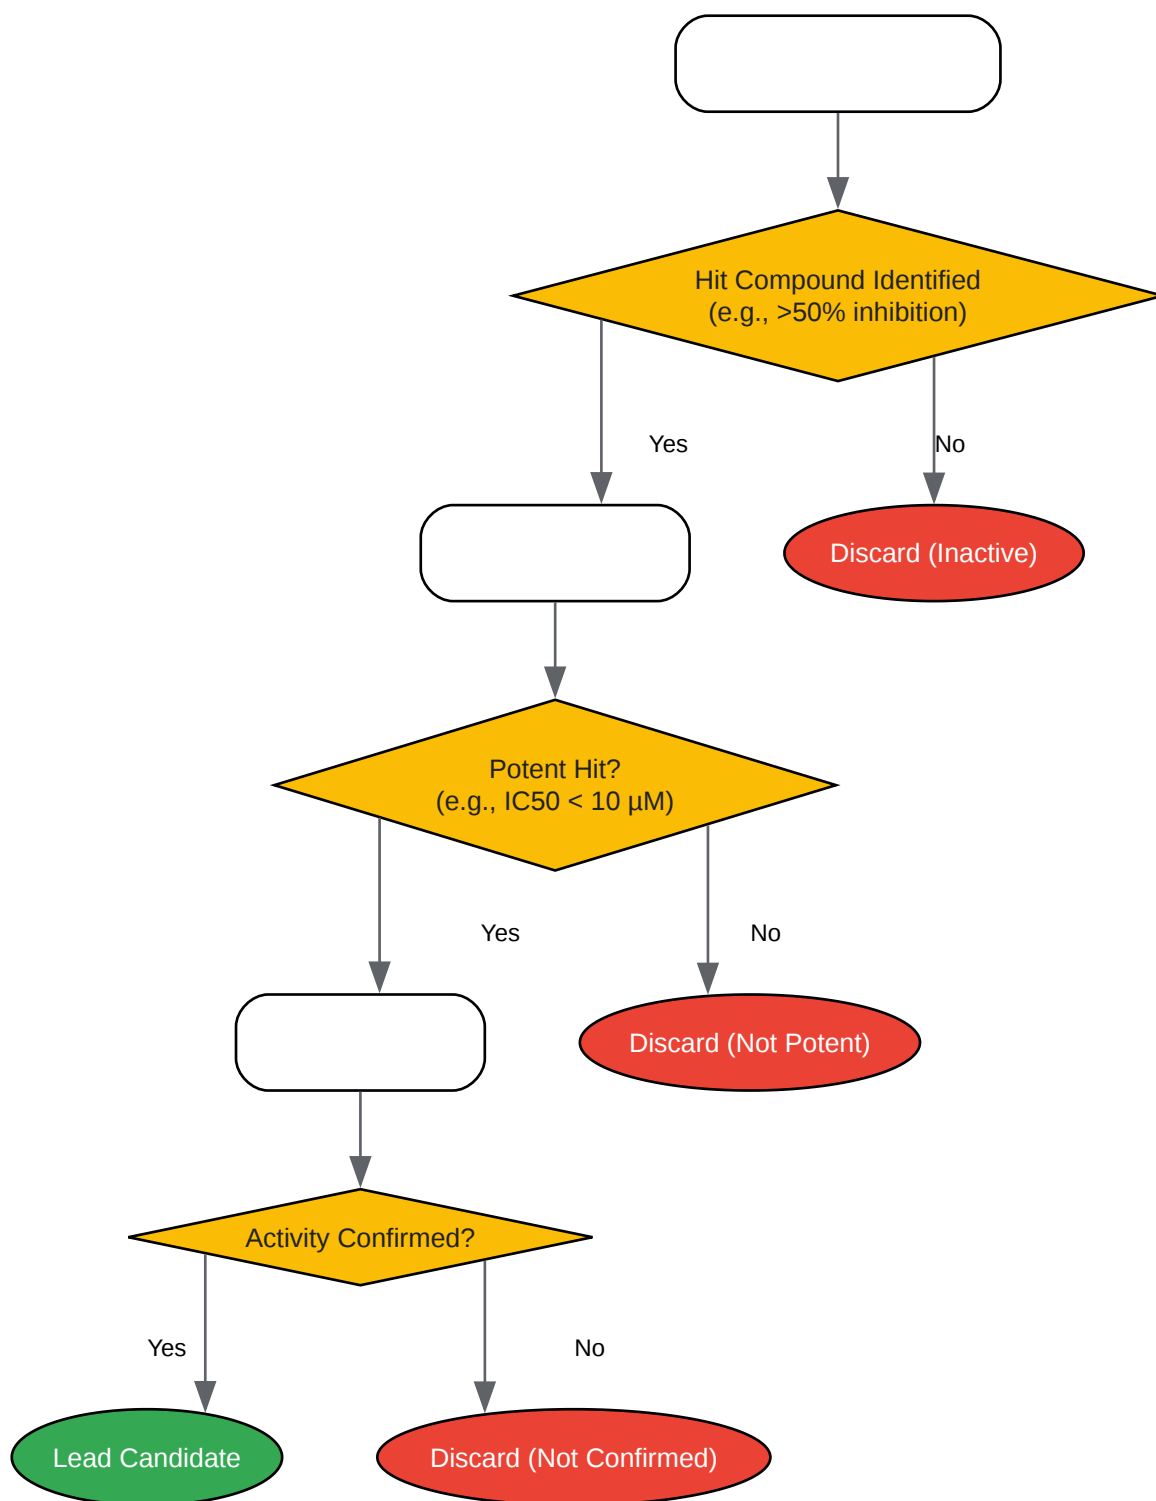 Hit Compound Identified
(e.g., >50% inhibition)
Yes
No
Discard (Inactive)
Potent Hit?
(e.g., IC50 < 10 µM)
Yes
No
Discard (Not Potent)
Activity Confirmed?
Yes
No
Lead Candidate
Discard (Not Confirmed)